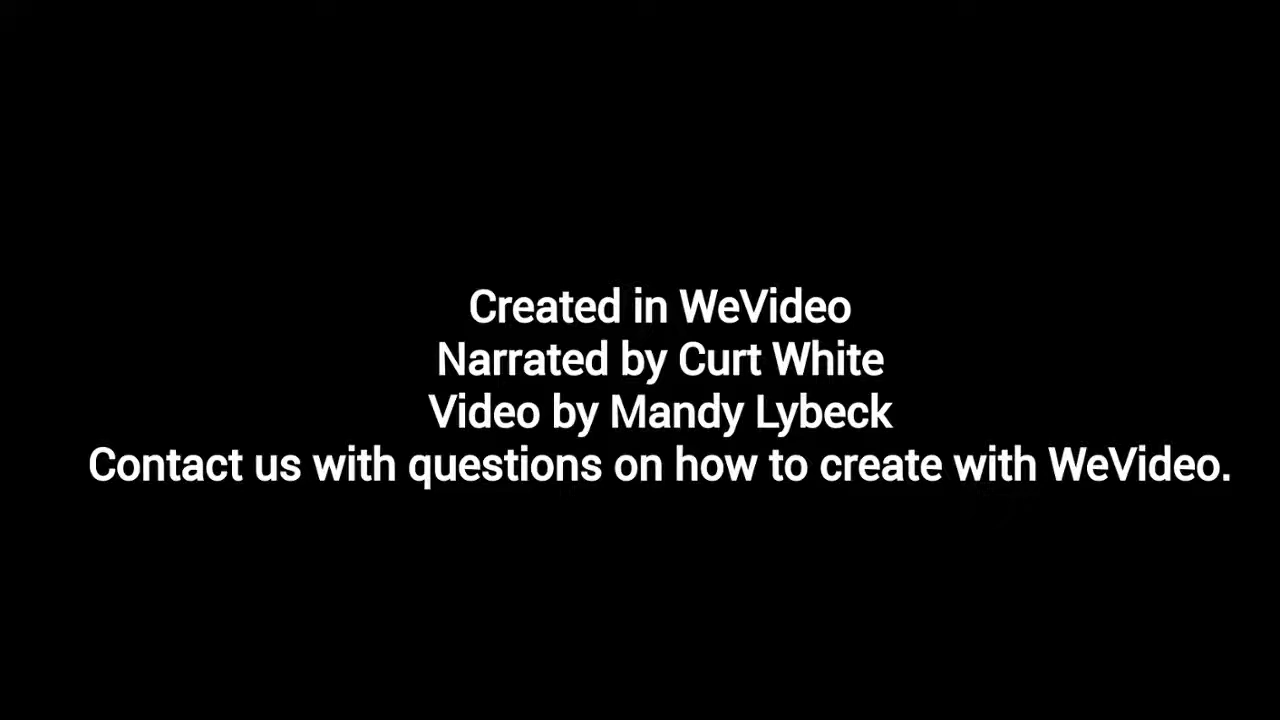 Created in WeVideo
Narrated by Curt White
Video by Mandy Lybeck
Contact us with questions on how to create with WeVideo.